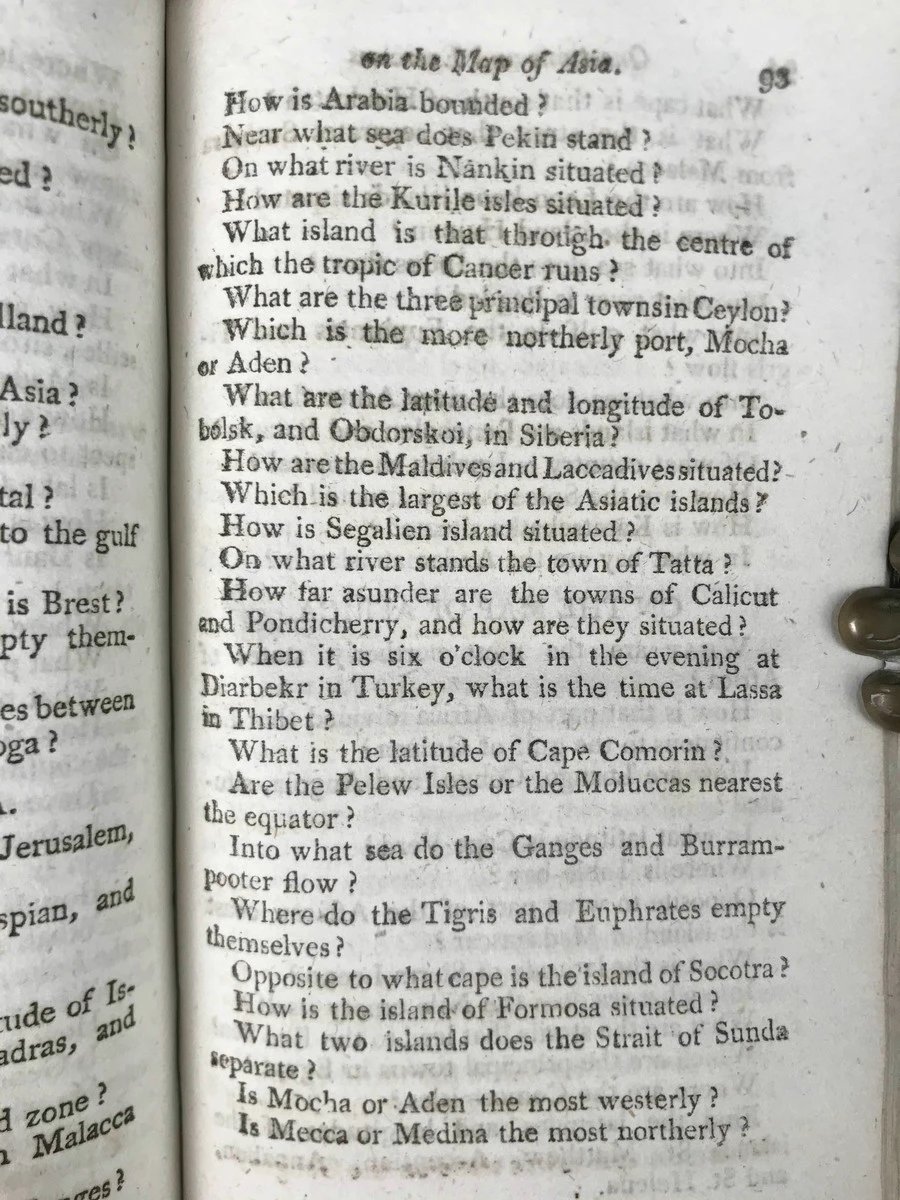 southerly?
ed?
lland?
Asia?
ly?
tal?
to the gulf
is Brest?
pty them-
es between
oga?
A.
Jerusalem,
spian, and
tude of Is-
adras, and
d zone?
n Malacca
nges?
on the Map of Asia. 93
How is Arabia bounded?
Near what sea does Pekin stand?
On what river is Nankin situated?
How are the Kurile isles situated?
What island is that through the centre of
which the tropic of Cancer runs?
What are the three principal towns in Ceylon?
Which is the more northerly port, Mocha
or Aden?
What are the latitude and longitude of To-
bolsk, and Obdorskoi, in Siberia?
How are the Maldives and Laccadives situated?
Which is the largest of the Asiatic islands?
How is Segalien island situated?
On what river stands the town of Tatta?
How far asunder are the towns of Calicut
and Pondicherry, and how are they situated?
When it is six o'clock in the evening at
Diarbekr in Turkey, what is the time at Lassa
in Thibet?
What is the latitude of Cape Comorin?
Are the Pelew Isles or the Moluccas nearest
the equator?
Into what sea do the Ganges and Burram-
pooter flow?
Where do the Tigris and Euphrates empty
themselves?
Opposite to what cape is the island of Socotra?
How is the island of Formosa situated?
What two islands does the Strait of Sunda
separate?
Is Mocha or Aden the most westerly?
Is Mecca or Medina the most northerly?